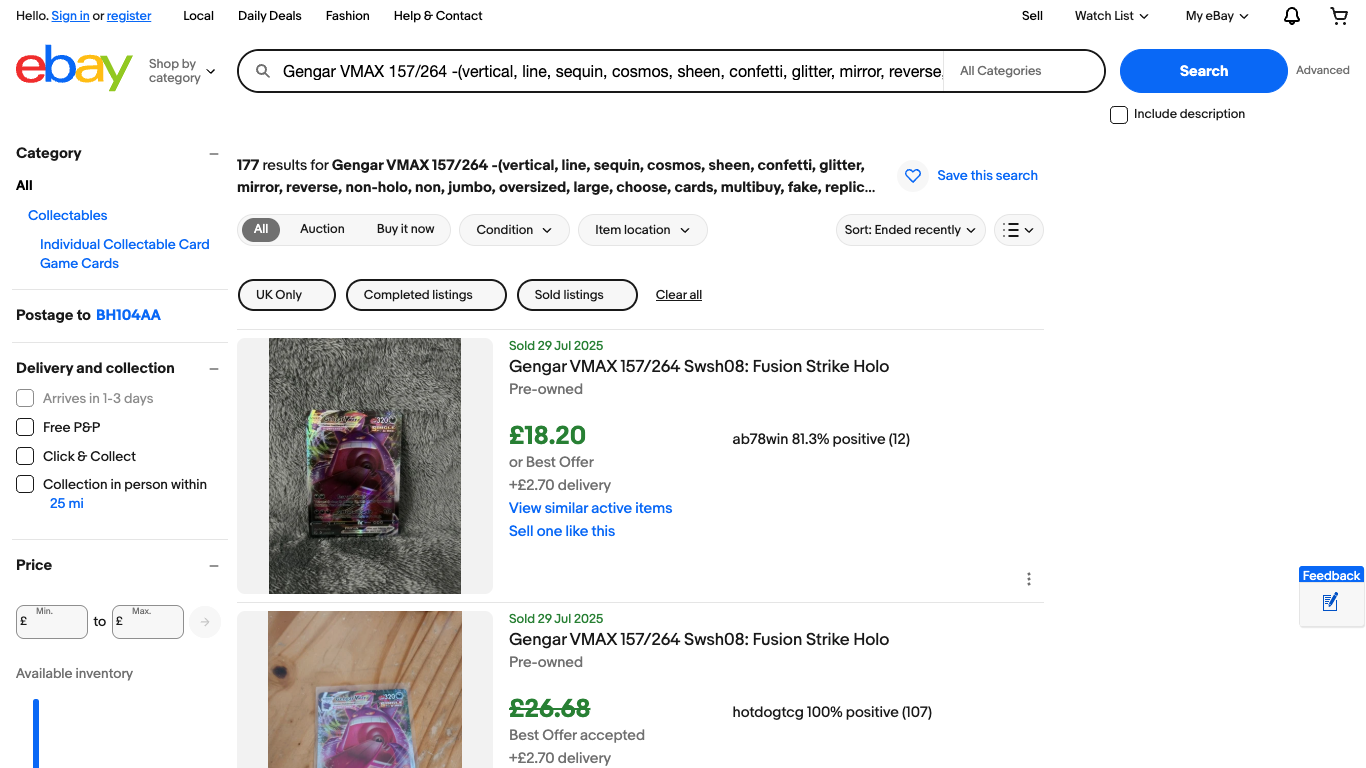 Hello. Sign in or register
Local
Daily Deals
Fashion
Help & Contact
Sell
Watch List
My eBay
ebay
Shop by
category
Gengar VMAX 157/264 -(vertical, line, sequin, cosmos, sheen, confetti, glitter, mirror, reverse,
All Categories
Search
Advanced
Include description
Category
All
Collectables
Individual Collectable Card
Game Cards
Postage to BH104AA
Delivery and collection
Arrives in 1-3 days
Free P&P
Click & Collect
Collection in person within
25 mi
Price
Min.
£
to
Max.
£
Available inventory
177 results for Gengar VMAX 157/264 -(vertical, line, sequin, cosmos, sheen, confetti, glitter,
mirror, reverse, non-holo, non, jumbo, oversized, large, choose, cards, multibuy, fake, replic...
Save this search
All
Auction
Buy it now
Condition
Item location
Sort: Ended recently
UK Only
Completed listings
Sold listings
Clear all
Sold 29 Jul 2025
Gengar VMAX 157/264 Swsh08: Fusion Strike Holo
Pre-owned
£18.20
or Best Offer
+£2.70 delivery
View similar active items
Sell one like this
ab78win 81.3% positive (12)
Sold 29 Jul 2025
Gengar VMAX 157/264 Swsh08: Fusion Strike Holo
Pre-owned
£26.68
Best Offer accepted
+£2.70 delivery
hotdogtcg 100% positive (107)
Feedback